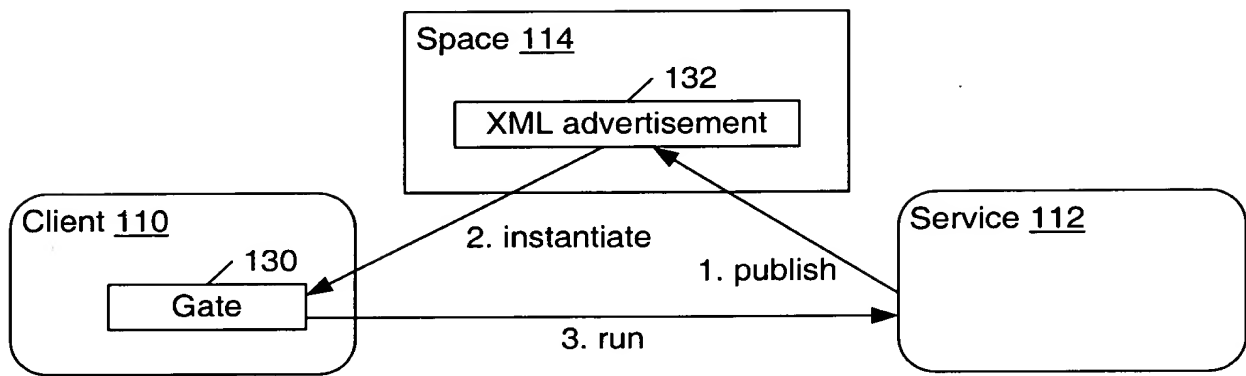 Space 114
132
XML advertisement
Client 110
2. instantiate
Service 112
130
1. publish
Gate
3. run